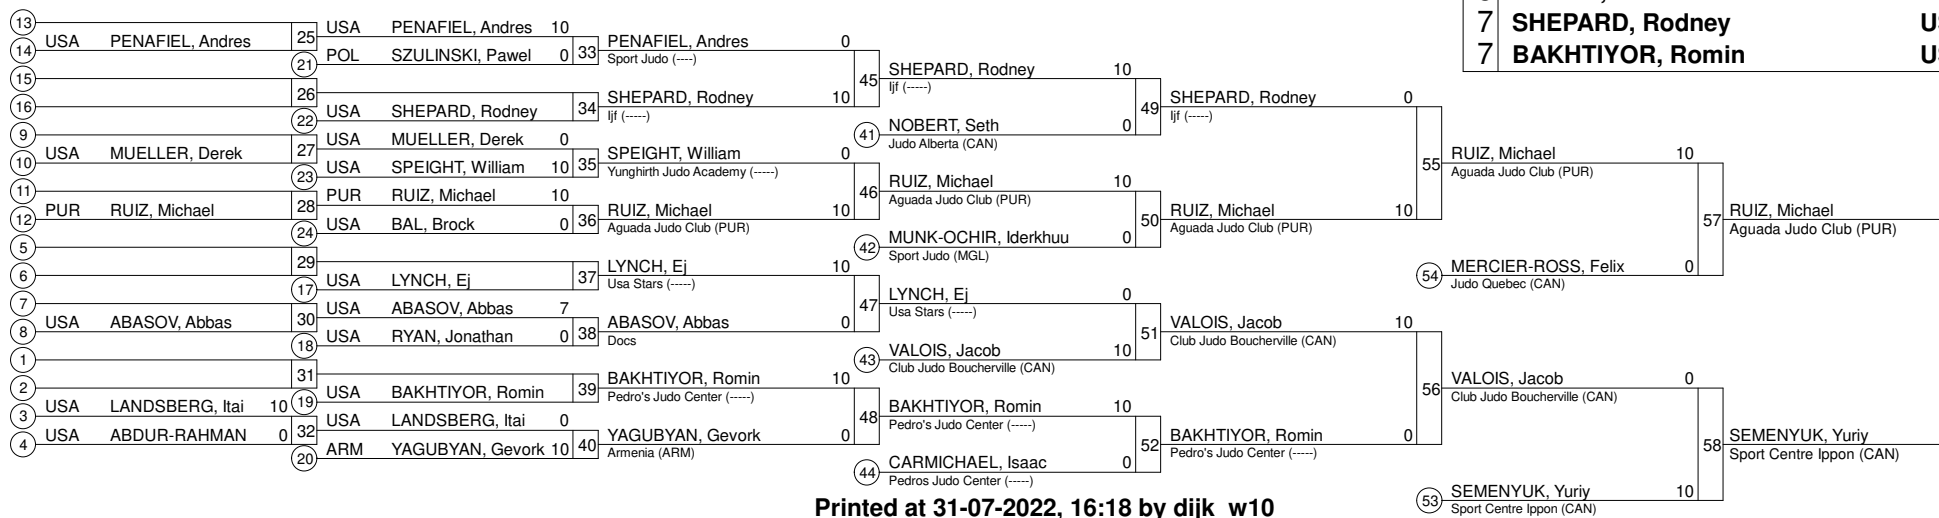 13
USA PENAFIEL, Andres 10
7 SHEPARD, Rodney
14 USA PENAFIEL, Andres 25 PENAFIEL, Andres 0
21 POL SZULINSKI, Pawel 0 33 Sport Judo (----)
15 45 SHEPARD, Rodney 10
7 BAKHTIYOR, Romin
26 Ijf (-----)
16 SHEPARD, Rodney 10 49 SHEPARD, Rodney 0
22 USA SHEPARD, Rodney 34 Ijf (-----) Ijf (-----)
9 USA MUELLER, Derek 0 41 NOBERT, Seth 0
Judo Alberta (CAN)
10 USA MUELLER, Derek 27 SPEIGHT, William 0 RUIZ, Michael 10
23 USA SPEIGHT, William 10 35 Yunghirth Judo Academy (-----) 55 Aguada Judo Club (PUR)
11 PUR RUIZ, Michael 10 46 RUIZ, Michael 10
Aguada Judo Club (PUR)
12 PUR RUIZ, Michael 28 RUIZ, Michael 10 50 RUIZ, Michael 10 57 RUIZ, Michael
24 USA BAL, Brock 0 36 Aguada Judo Club (PUR) Aguada Judo Club (PUR) Aguada Judo Club (PUR)
5 42 MUNK-OCHIR, Iderkhuu 0
Sport Judo (MGL)
29 LYNCH, Ej 10 54 MERCIER-ROSS, Felix 0
6 17 USA LYNCH, Ej 37 Usa Stars (-----) Judo Quebec (CAN)
7 USA ABASOV, Abbas 7 47 LYNCH, Ej 0
Usa Stars (-----)
8 USA ABASOV, Abbas 30 ABASOV, Abbas 0 51 VALOIS, Jacob 10
18 USA RYAN, Jonathan 0 38 Docs Club Judo Boucherville (CAN)
1 43 VALOIS, Jacob 10
Club Judo Boucherville (CAN)
31 BAKHTIYOR, Romin 10 56 VALOIS, Jacob 0
2 19 USA BAKHTIYOR, Romin 39 Pedro's Judo Center (-----) Club Judo Boucherville (CAN)
3 USA LANDSBERG, Itai 10 USA LANDSBERG, Itai 0 48 BAKHTIYOR, Romin 10
Pedro's Judo Center (-----)
4 USA ABDUR-RAHMAN 0 32 YAGUBYAN, Gevork 0 52 BAKHTIYOR, Romin 0 58 SEMENYUK, Yuriy
20 ARM YAGUBYAN, Gevork 10 40 Armenia (ARM) Pedro's Judo Center (-----) Sport Centre Ippon (CAN)
44 CARMICHAEL, Isaac 0
Pedros Judo Center (-----)
53 SEMENYUK, Yuriy 10
Sport Centre Ippon (CAN)
Printed at 31-07-2022, 16:18 by dijk_w10